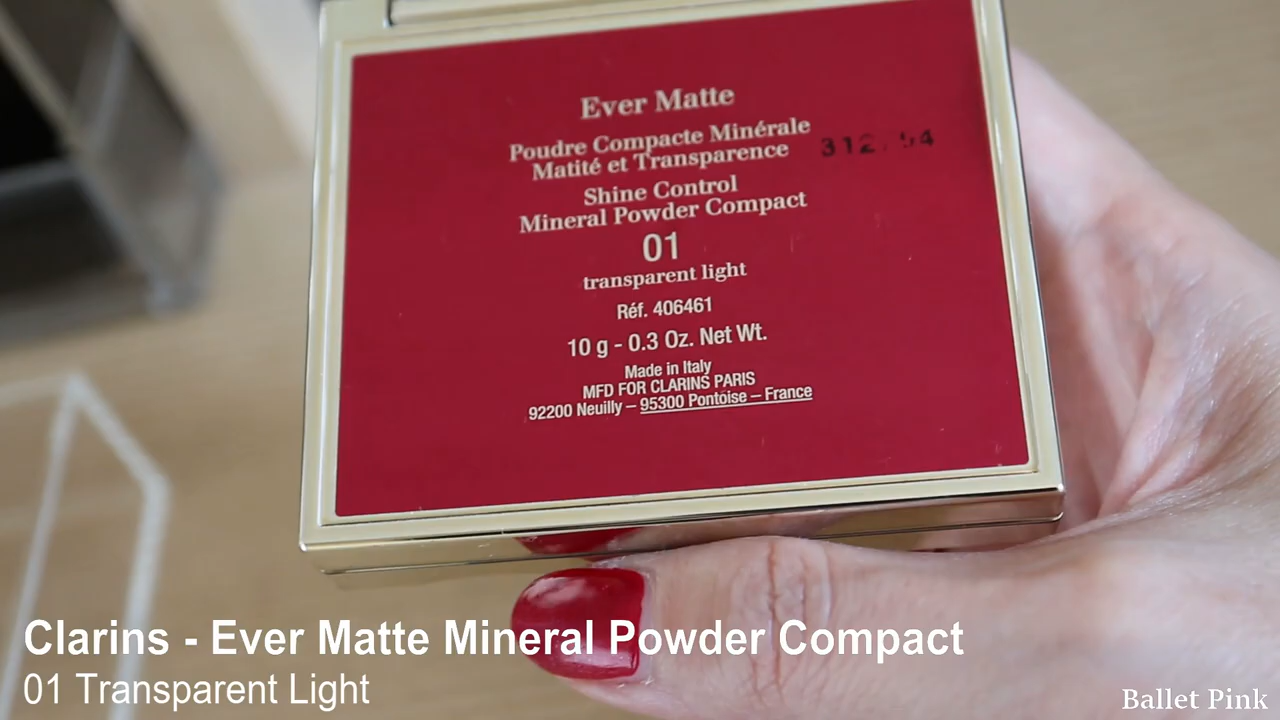 Ever Matte
Poudre Compacte Minérale
Matité et Transparence
Shine Control
Mineral Powder Compact
01
transparent light
Réf. 406461
10 g - 0.3 Oz. Net Wt.
Made in Italy
MFD FOR CLARINS PARIS
92200 Neuilly – 95300 Pontoise – France
Clarins - Ever Matte Mineral Powder Compact
01 Transparent Light
Ballet Pink